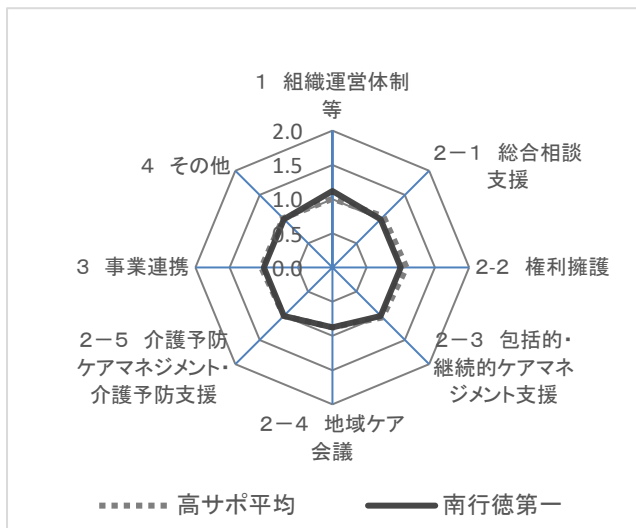 1 組織運営体制
等
2.0
1.5
1.0
0.5
0.0
2－1 総合相談
支援
2-2 権利擁護
2－3 包括的・
継続的ケアマネ
ジメント支援
2－4 地域ケア
会議
2－5 介護予防
ケアマネジメント・
介護予防支援
3 事業連携
4 その他
高サポ平均
南行徳第一